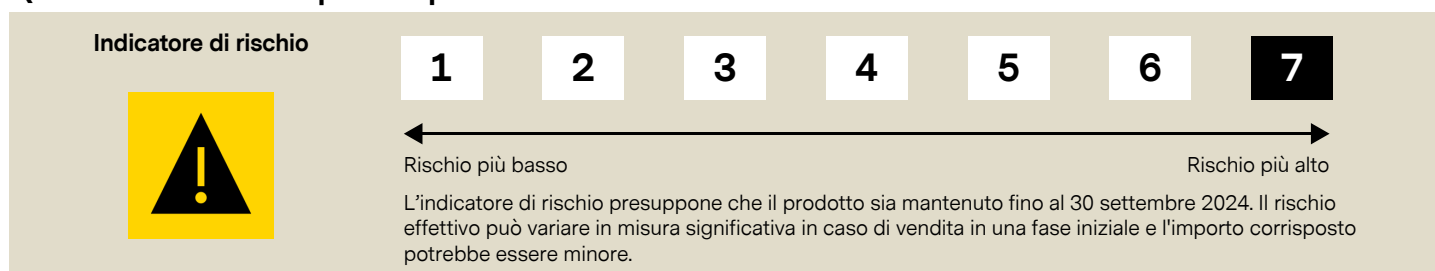 Indicatore di rischio
1 2 3 4 5 6 7
Rischio più basso Rischio più alto
L'indicatore di rischio presuppone che il prodotto sia mantenuto fino al 30 settembre 2024. Il rischio
effettivo può variare in misura significativa in caso di vendita in una fase iniziale e l'importo corrisposto
potrebbe essere minore.